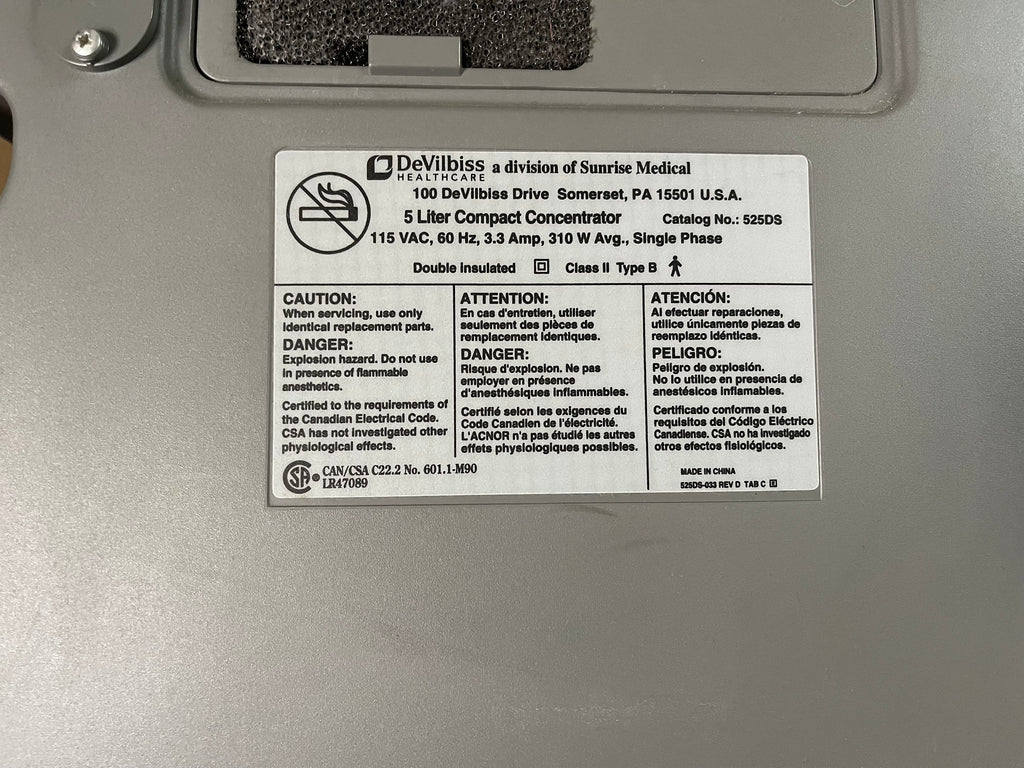 DeVilbiss a division of Sunrise Medical
HEALTHCARE
100 DeVilbiss Drive Somerset, PA 15501 U.S.A.
5 Liter Compact Concentrator Catalog No.: 525DS
115 VAC, 60 Hz, 3.3 Amp, 310 W Avg., Single Phase
Double Insulated Class II Type B
CAUTION:
When servicing, use only
identical replacement parts.
DANGER:
Explosion hazard. Do not use
in presence of flammable
anesthetics.
Certified to the requirements of
the Canadian Electrical Code.
CSA has not investigated other
physiological effects.
CSA CAN/CSA C22.2 No. 601.1-M90
LR47089
ATTENTION:
En cas d'entretien, utiliser
seulement des pièces de
remplacement identiques.
DANGER:
Risque d'explosion. Ne pas
employer en présence
d'anesthésiques inflammables.
Certifié selon les exigences du
Code Canadien de l'électricité.
L'ACNOR n'a pas étudié les autres
effets physiologiques possibles.
ATENCIÓN:
Al efectuar reparaciones,
utilice únicamente piezas de
reemplazo idénticas.
PELIGRO:
Peligro de explosión.
No lo utilice en presencia de
anestésicos inflamables.
Certificado conforme a los
requisitos del Código Eléctrico
Canadiense. CSA no ha investigado
otros efectos fisiológicos.
MADE IN CHINA
525DS-033 REV D TAB C